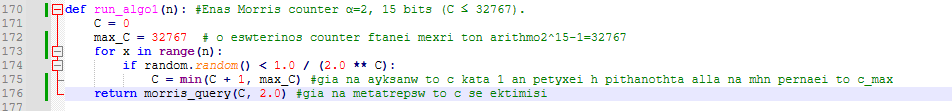 170 def run_algo1(n): #Enas Morris counter α=2, 15 bits (C ≤ 32767).
171 C = 0
172 max_C = 32767 # o eswterinos counter ftanei mexri ton arithmo2^15-1=32767
173 for x in range(n):
174 if random.random() < 1.0 / (2.0 ** C):
175 C = min(C + 1, max_C) #gia na ayksanw to c kata 1 an petyxei h pithanothta alla na mhn pernaei to c_max
176 return morris_query(C, 2.0) #gia na metatrepsw to c se ektimisi
177